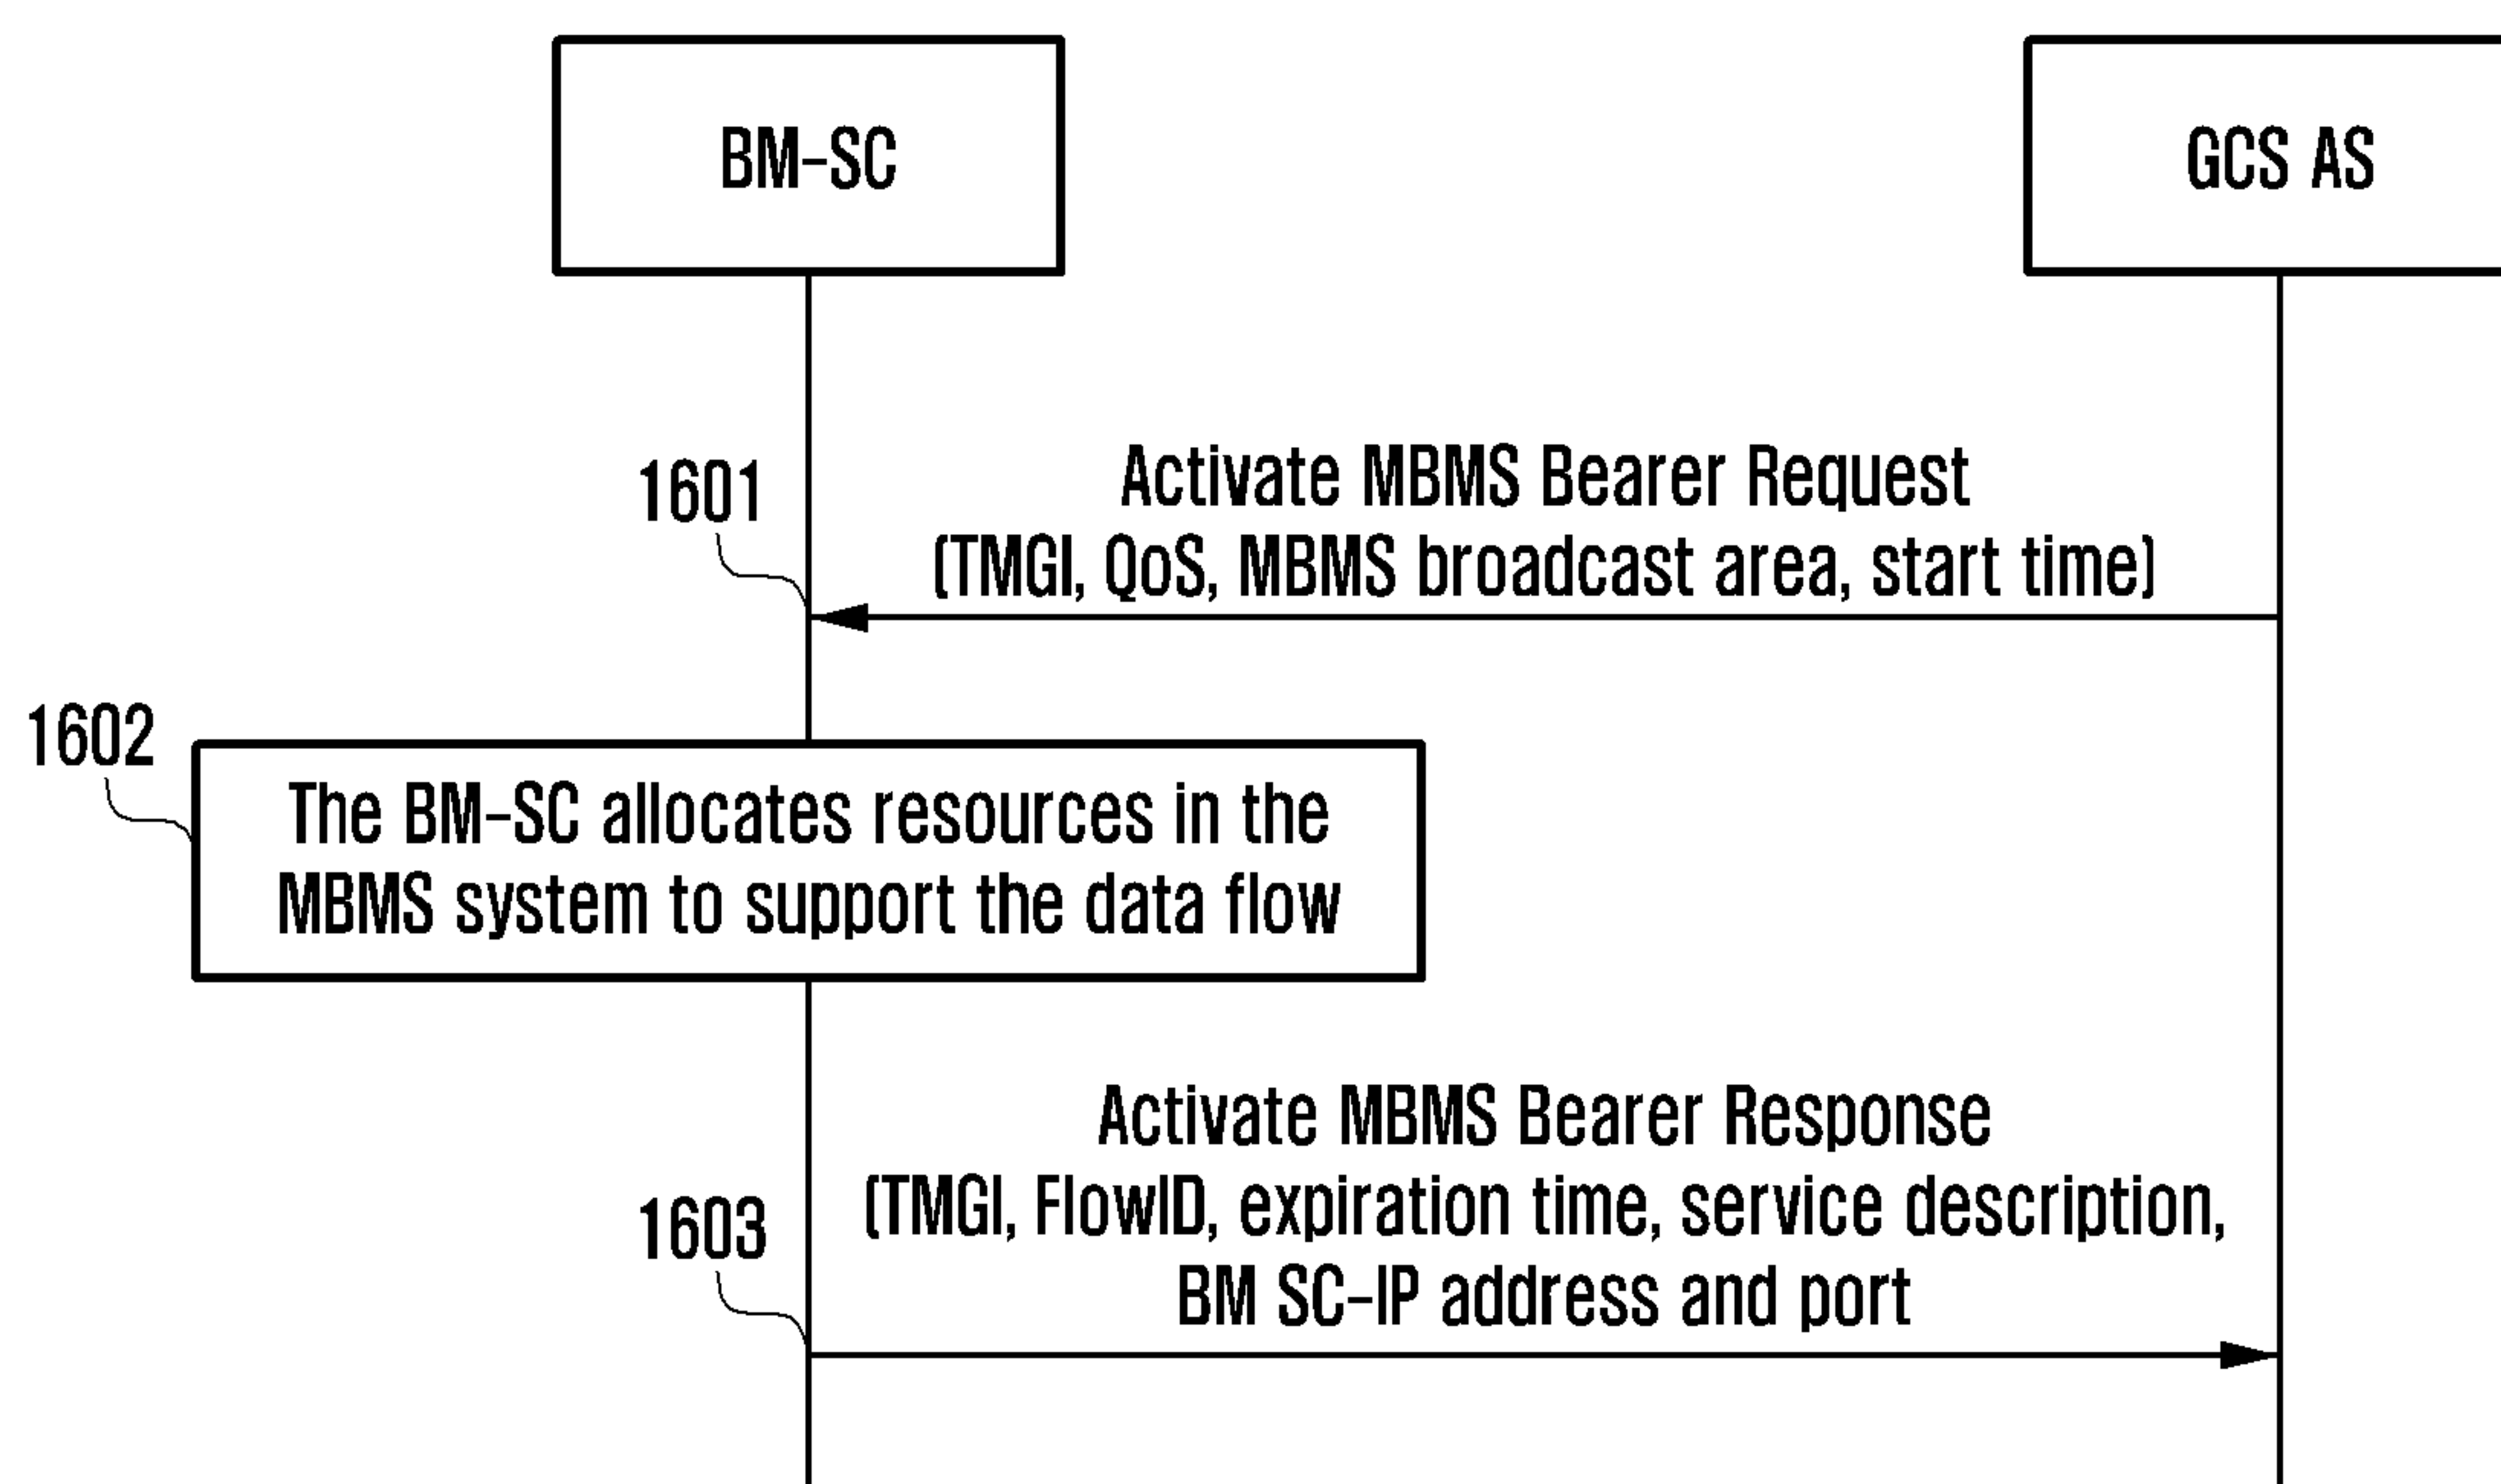 BM-SC
GCS AS
1601
Activate MBMS Bearer Request
(TMGI, QoS, MBMS broadcast area, start time)
1602
The BM-SC allocates resources in the
MBMS system to support the data flow
Activate MBMS Bearer Response
(TMGI, FlowID, expiration time, service description,
BM SC-IP address and port
1603